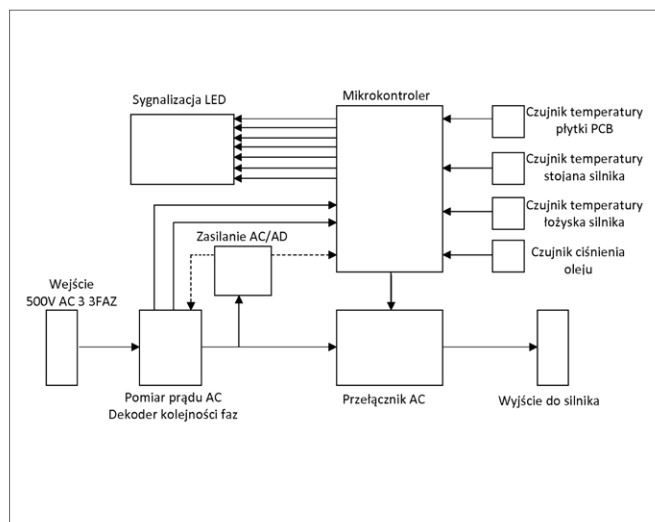 Mikrokontroler
Sygnalizacja LED
Czujnik temperatury
płytki PCB
Czujnik temperatury
stojana silnika
Czujnik temperatury
łożyska silnika
Zasilanie AC/AD
Czujnik ciśnienia
oleju
Wejście
500V AC 3 3FAZ
Pomiar prądu AC
Dekoder kolejności faz
Przełącznik AC
Wyjście do silnika